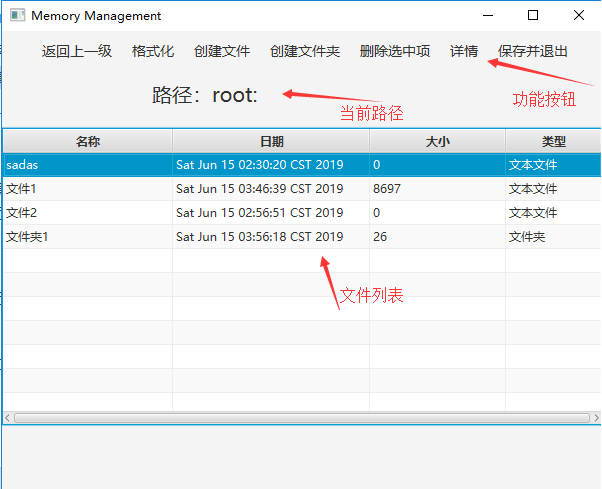 Memory Management
返回上一级 格式化 创建文件 创建文件夹 删除选中项 详情 保存并退出
功能按钮
路径：root:
当前路径
名称 日期 大小 类型
sadas Sat Jun 15 02:30:20 CST 2019 0 文本文件
文件1 Sat Jun 15 03:46:39 CST 2019 8697 文本文件
文件2 Sat Jun 15 02:56:51 CST 2019 0 文本文件
文件夹1 Sat Jun 15 03:56:18 CST 2019 26 文件夹
文件列表